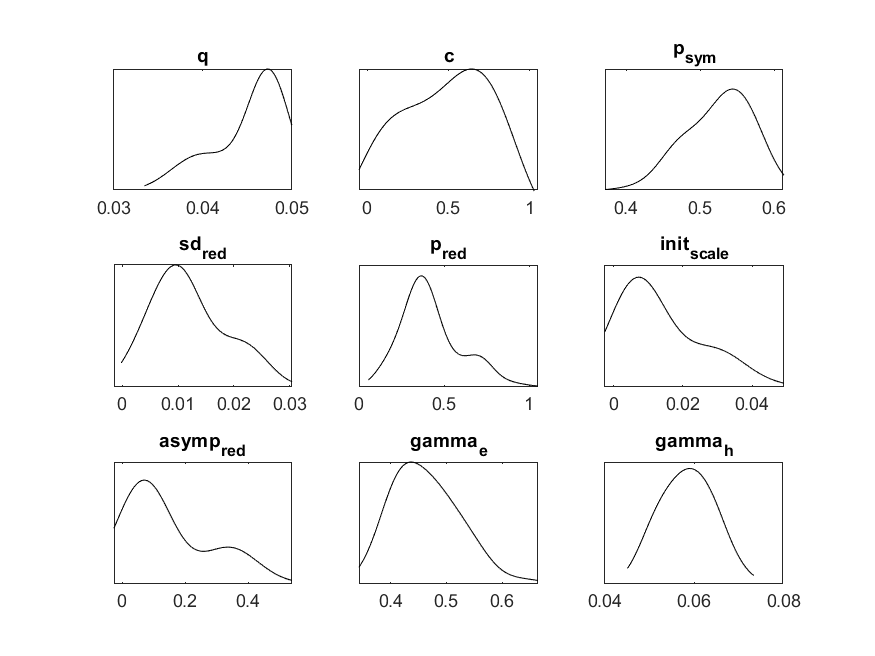 q c p_sym
0.03 0.04 0.05 0 0.5 1 0.4 0.5 0.6
sd_red p_red init_scale
0 0.01 0.02 0.03 0 0.5 1 0 0.02 0.04
asymp_red gamma_e gamma_h
0 0.2 0.4 0.4 0.5 0.6 0.04 0.06 0.08